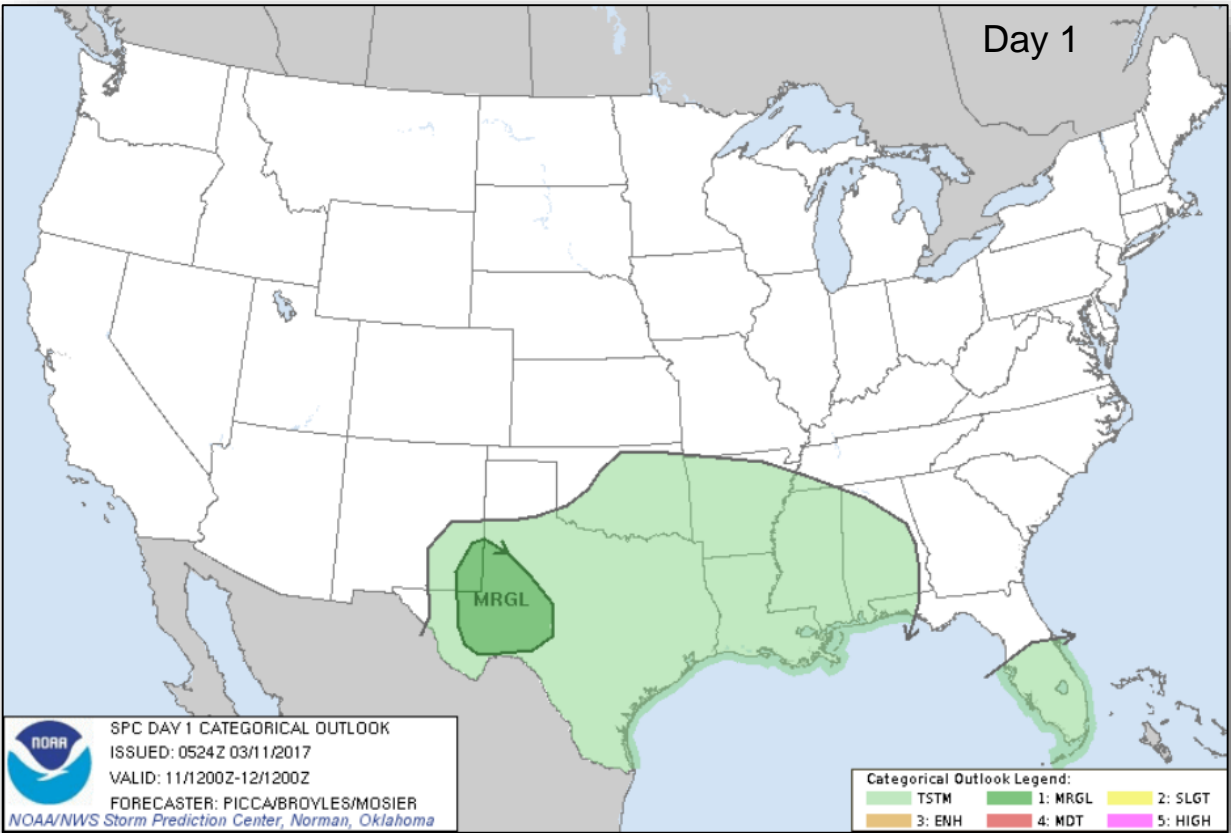 Day 1
MRGL
NOAA
SPC DAY 1 CATEGORICAL OUTLOOK
ISSUED: 0524Z 03/11/2017
VALID: 11/1200Z-12/1200Z
FORECASTER: PICCA/BROYLES/MOSIER
NOAA/NWS Storm Prediction Center, Norman, Oklahoma
Categorical Outlook Legend:
TSTM 1: MRGL 2: SLGT
3: ENH 4: MDT 5: HIGH